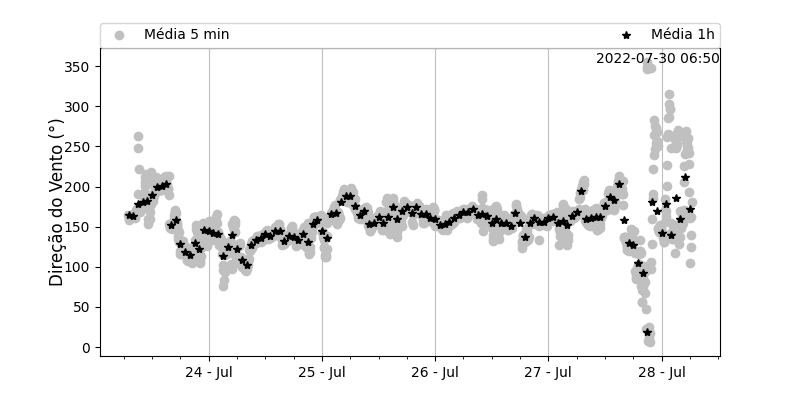 Média 5 min
Média 1h
2022-07-30 06:50
Direção do Vento (°)
350
300
250
200
150
100
50
0
24 - Jul
25 - Jul
26 - Jul
27 - Jul
28 - Jul